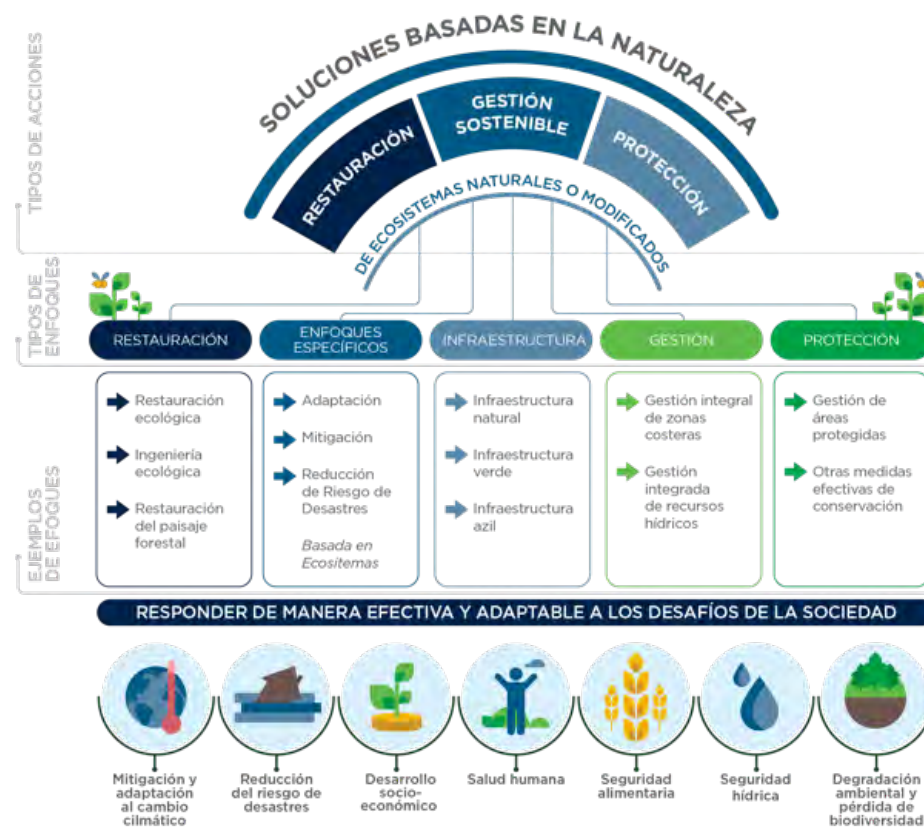 SOLUCIONES BASADAS EN LA NATURALEZA
TIPOS DE ACCIONES
RESTAURACIÓN
GESTIÓN
SOSTENIBLE
PROTECCIÓN
DE ECOSISTEMAS NATURALES O MODIFICADOS
TIPOS DE
ENFOQUES
RESTAURACIÓN
ENFOQUES
ESPECÍFICOS
INFRAESTRUCTURA
GESTIÓN
PROTECCIÓN
EJEMPLOS
DE EFOQUES
Restauración
ecológica
Ingeniería
ecológica
Restauración
del paisaje
forestal
Adaptación
Mitigación
Reducción
de Riesgo de
Desastres
Basada en
Ecositemas
Infraestructura
natural
Infraestructura
verde
Infraestructura
azil
Gestión integral
de zonas
costeras
Gestión
integrada
de recursos
hídricos
Gestión de
áreas
protegidas
Otras medidas
efectivas de
conservación
RESPONDER DE MANERA EFECTIVA Y ADAPTABLE A LOS DESAFÍOS DE LA SOCIEDAD
Mitigación y
adaptación
al cambio
cilmático
Reducción
del riesgo de
desastres
Desarrollo
socio-
económico
Salud humana
Seguridad
alimentaria
Seguridad
hídrica
Degradación
ambiental y
pérdida de
biodiversidad